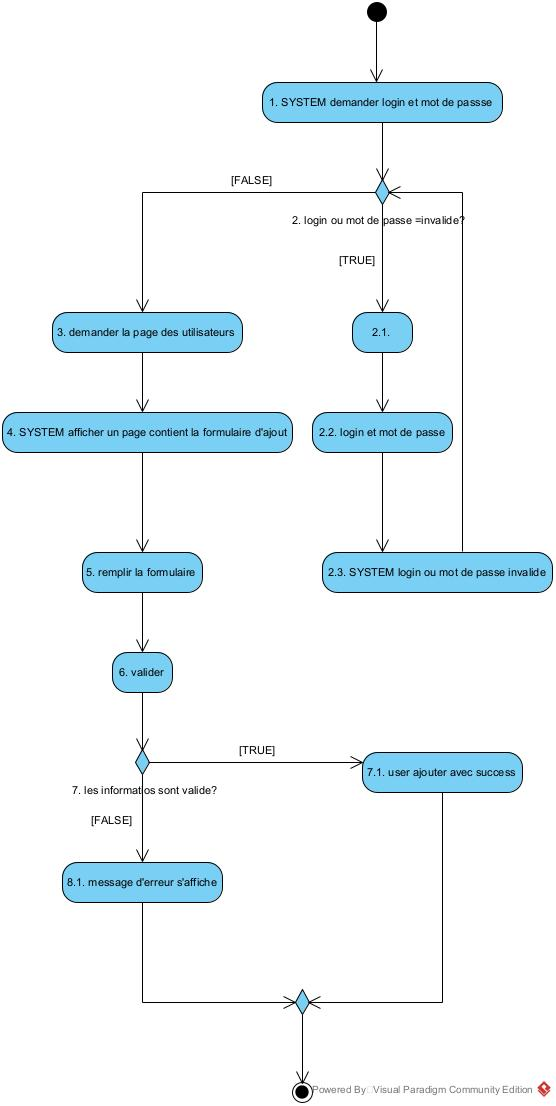 1. SYSTEM demander login et mot de passse
[FALSE]
2. login ou mot de passe =invalide?
[TRUE]
3. demander la page des utilisateurs
2.1.
4. SYSTEM afficher un page contient la formulaire d'ajout
2.2. login et mot de passe
5. remplir la formulaire
2.3. SYSTEM login ou mot de passe invalide
6. valider
[TRUE]
7.1. user ajouter avec success
7. les informatios sont valide?
[FALSE]
8.1. message d'erreur s'affiche
Powered By Visual Paradigm Community Edition